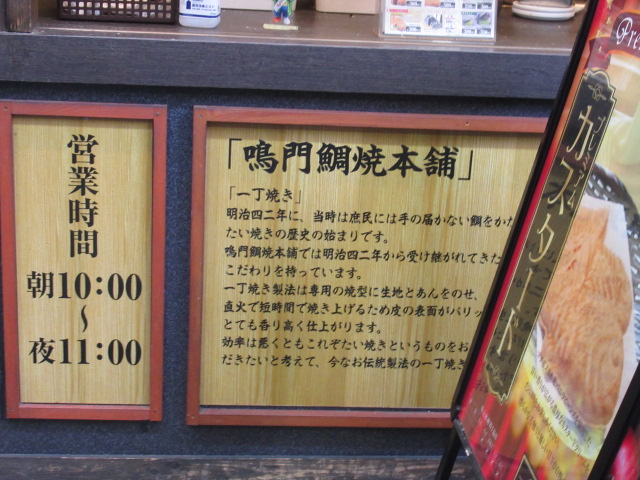 営業時間
朝10:00
〜
夜11:00
「鳴門鯛焼本舗」
「一丁焼き」
明治四二年に、当時は庶民には手の届かない鯛をかた
たい焼きの歴史の始まりです。
鳴門鯛焼本舗では明治四二年から受け継がれてきた
こだわりを持っています。
一丁焼き製法は専用の焼型に生地とあんをのせ、
直火で短時間で焼き上げるため皮の表面がパリッ
とても香り高く仕上がります。
効率は悪くともこれぞたい焼きというものをお
だきたいと考えて、今なお伝統製法の一丁焼き
カスタード
Pre